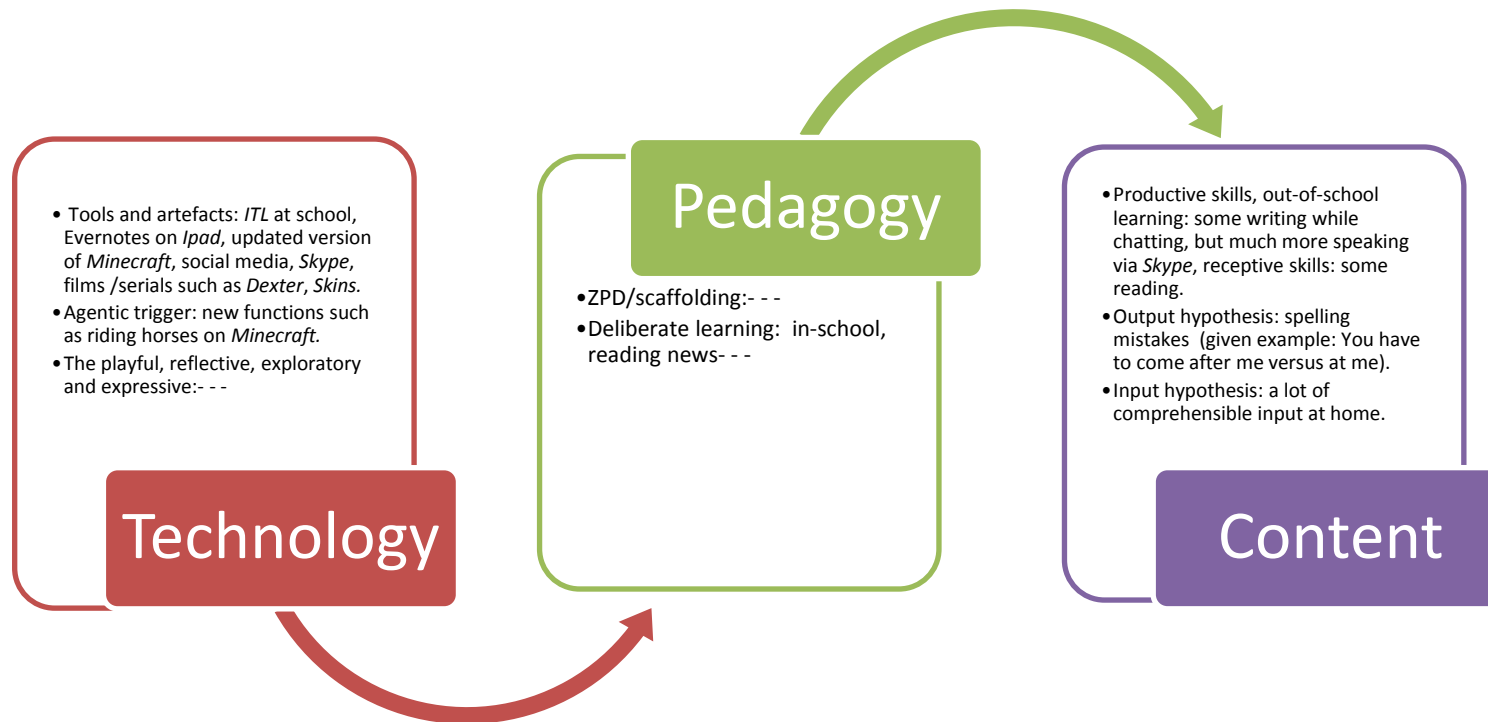 • Tools and artefacts: ITL at school,
Evernotes on Ipad, updated version
of Minecraft, social media, Skype,
films /serials such as Dexter, Skins.
•Agentic trigger: new functions such
as riding horses on Minecraft.
•The playful, reflective, exploratory
and expressive:- - -
Technology
Pedagogy
•ZPD/scaffolding:- - -
•Deliberate learning: in-school,
reading news- - -
•Productive skills, out-of-school
learning: some writing while
chatting, but much more speaking
via Skype, receptive skills: some
reading.
•Output hypothesis: spelling
mistakes (given example: You have
to come after me versus at me).
•Input hypothesis: a lot of
comprehensible input at home.
Content